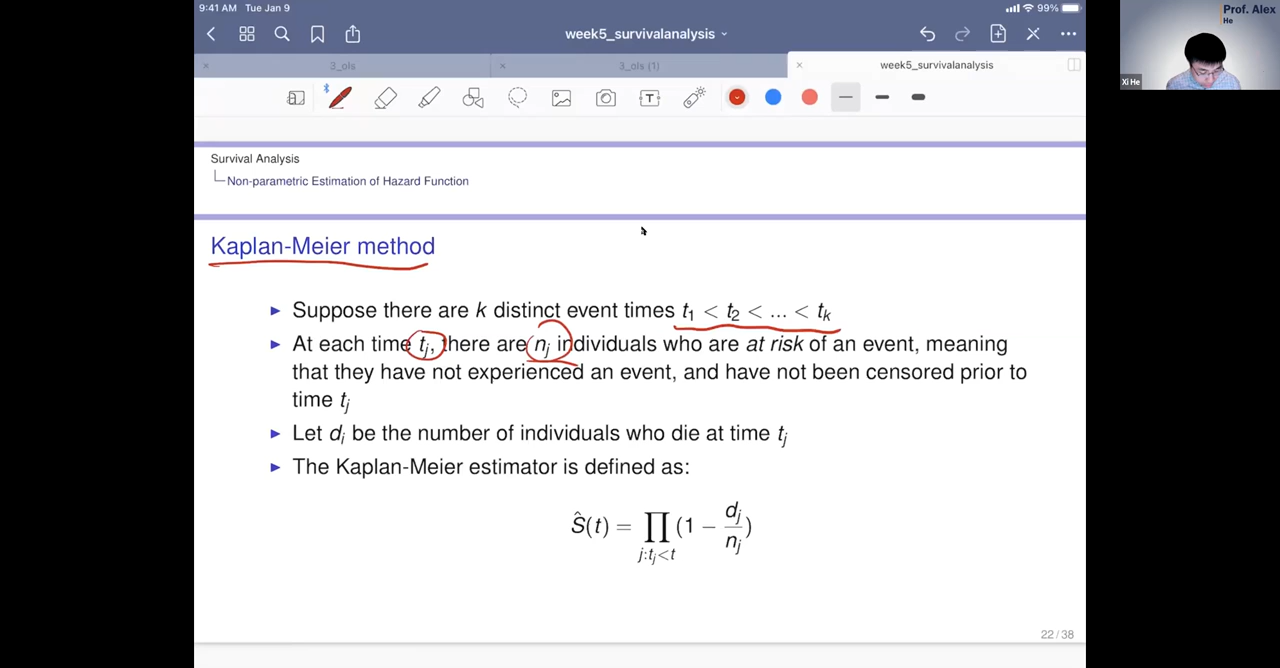 9:41 AM Tue Jan 9
99%
week5_survivalanalysis
3_ols
3_ols (1)
week5_survivalanalysis
T
Prof. Alex
He
Xi He
Survival Analysis
Non-parametric Estimation of Hazard Function
Kaplan-Meier method
Suppose there are k distinct event times t₁ < t₂ < ... < tₖ
At each time tⱼ, there are nⱼ individuals who are at risk of an event, meaning
that they have not experienced an event, and have not been censored prior to
time tⱼ
Let dᵢ be the number of individuals who die at time tⱼ
The Kaplan-Meier estimator is defined as:
Ŝ(t) = ∏_{j:tⱼ<t} (1 − dⱼ/nⱼ)
22 / 38